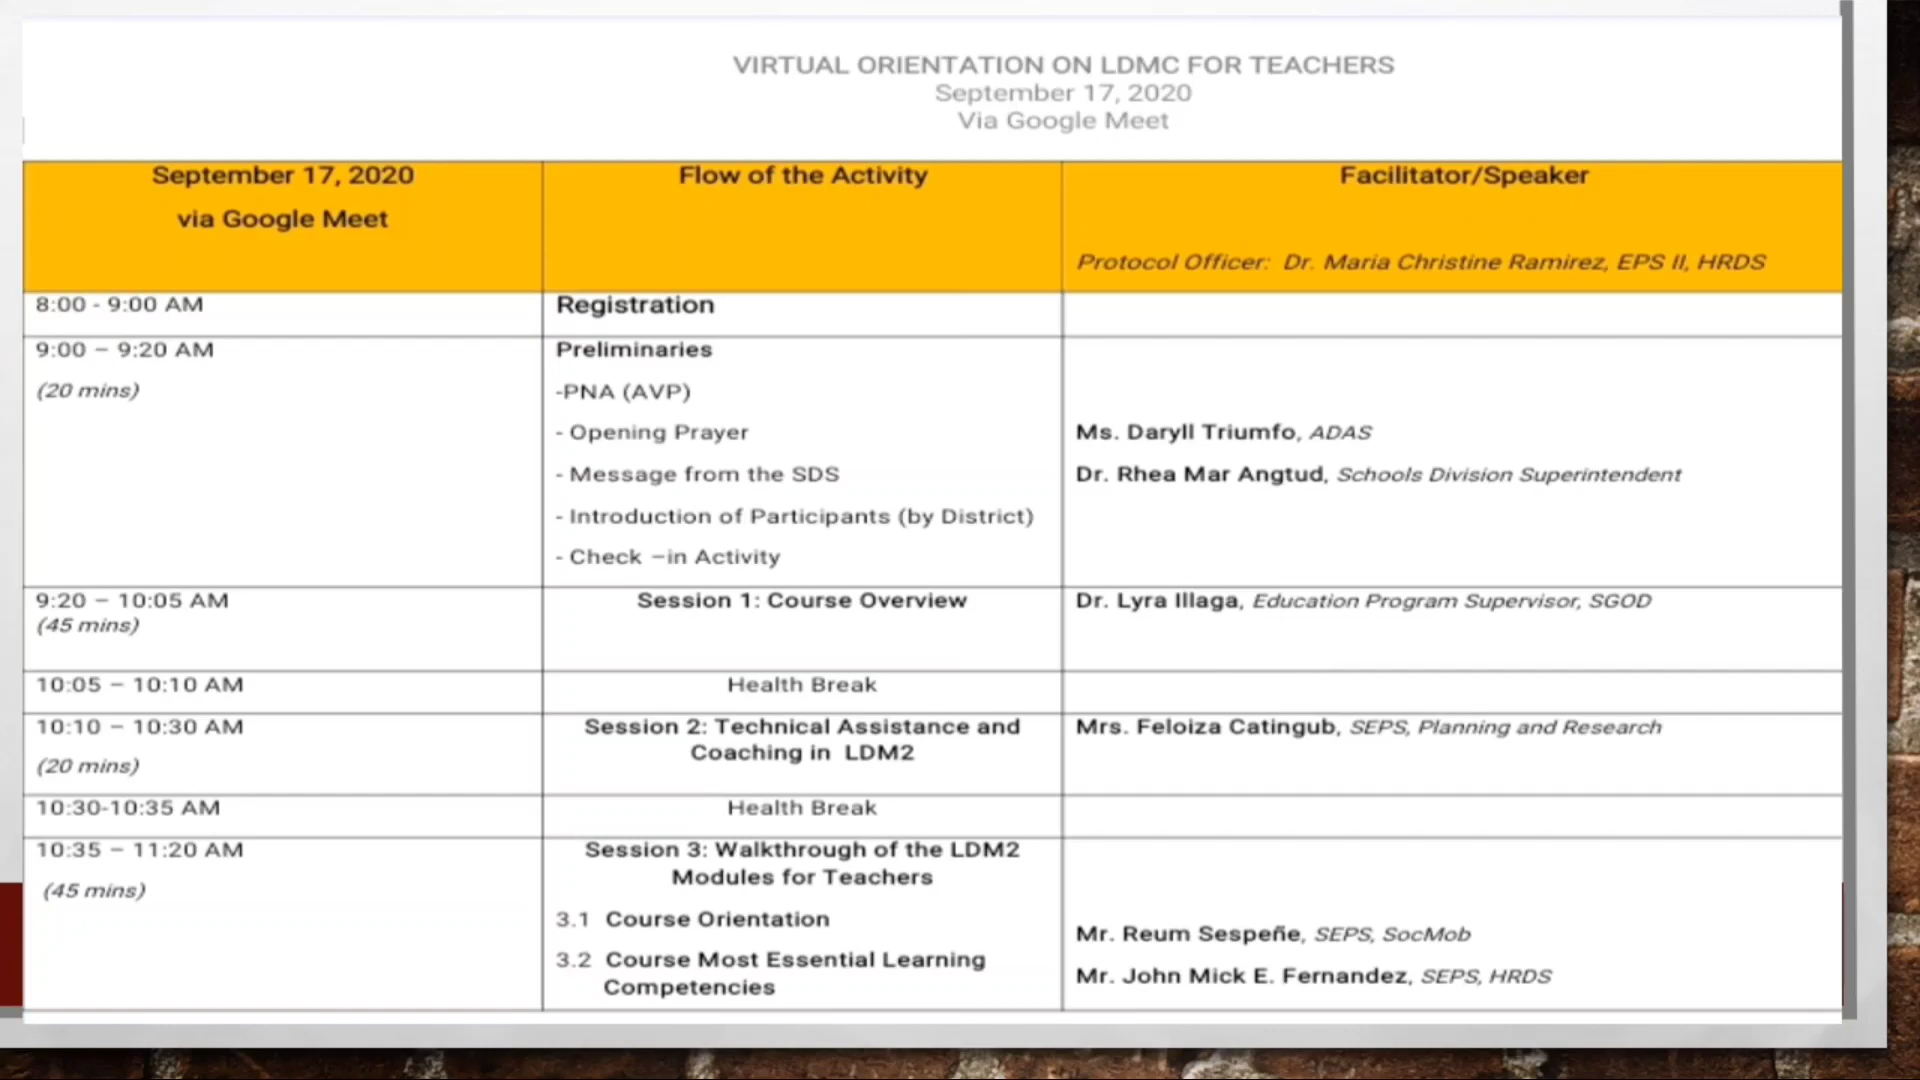 VIRTUAL ORIENTATION ON LDMC FOR TEACHERS
September 17, 2020
Via Google Meet
September 17, 2020
via Google Meet
Flow of the Activity
Facilitator/Speaker
Protocol Officer: Dr. Maria Christine Ramirez, EPS II, HRDS
8:00 - 9:00 AM
Registration
9:00 – 9:20 AM
(20 mins)
Preliminaries
-PNA (AVP)
- Opening Prayer
- Message from the SDS
- Introduction of Participants (by District)
- Check –in Activity
Ms. Daryll Triumfo, ADAS
Dr. Rhea Mar Angtud, Schools Division Superintendent
9:20 – 10:05 AM
(45 mins)
Session 1: Course Overview
Dr. Lyra Illaga, Education Program Supervisor, SGOD
10:05 – 10:10 AM
Health Break
10:10 – 10:30 AM
(20 mins)
Session 2: Technical Assistance and
Coaching in LDM2
Mrs. Feloiza Catingub, SEPS, Planning and Research
10:30-10:35 AM
Health Break
10:35 – 11:20 AM
(45 mins)
Session 3: Walkthrough of the LDM2
Modules for Teachers
3.1 Course Orientation
3.2 Course Most Essential Learning
Competencies
Mr. Reum Sespeñe, SEPS, SocMob
Mr. John Mick E. Fernandez, SEPS, HRDS